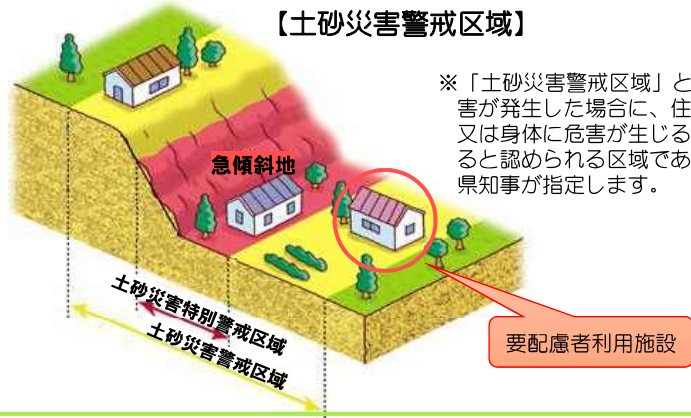 【土砂災害警戒区域】
※「土砂災害警戒区域」と
害が発生した場合に、住
又は身体に危害が生じる
ると認められる区域であ
県知事が指定します。
急傾斜地
土砂災害特別警戒区域
土砂災害警戒区域
要配慮者利用施設